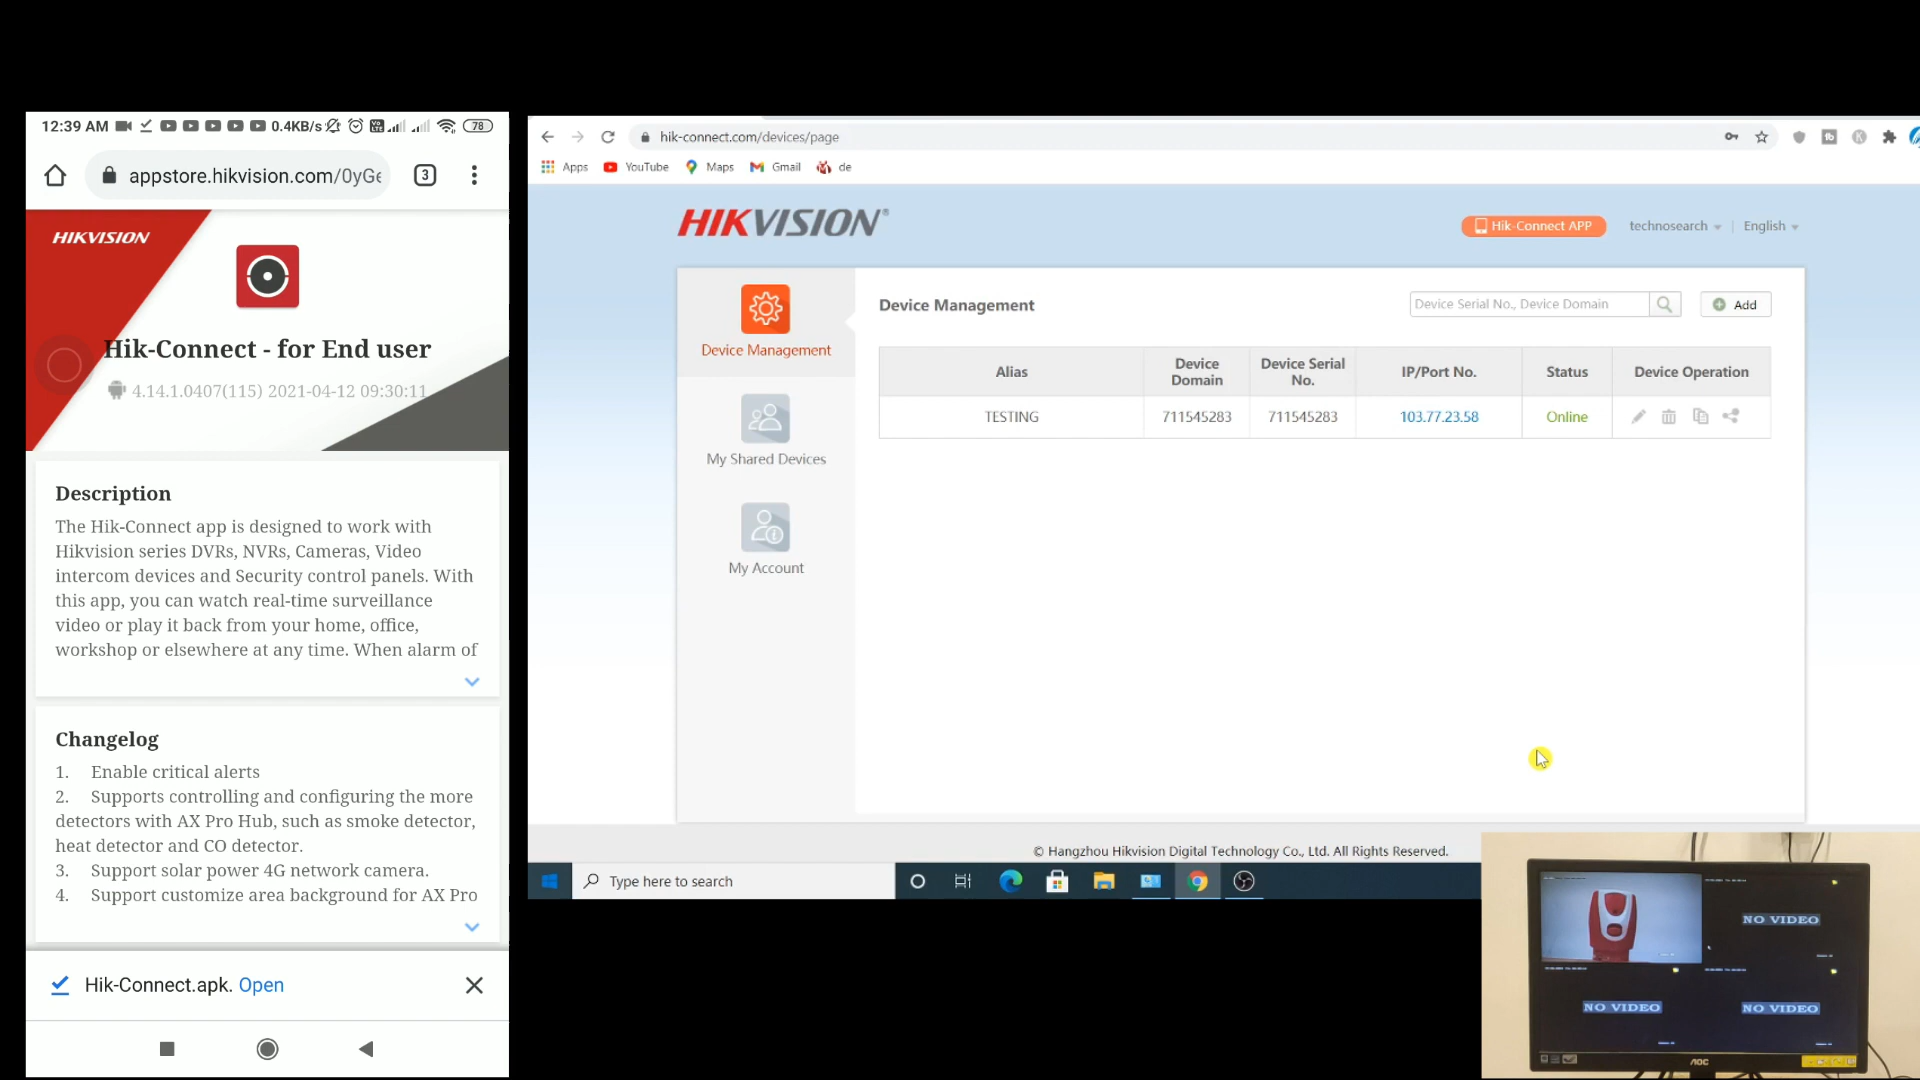 12:39 AM
0.4KB/s
78
appstore.hikvision.com/0yGe
3
HIKVISION
Hik-Connect - for End user
4.14.1.0407(115) 2021-04-12 09:30:11
Description
The Hik-Connect app is designed to work with
Hikvision series DVRs, NVRs, Cameras, Video
intercom devices and Security control panels. With
this app, you can watch real-time surveillance
video or play it back from your home, office,
workshop or elsewhere at any time. When alarm of
Changelog
1. Enable critical alerts
2. Supports controlling and configuring the more
detectors with AX Pro Hub, such as smoke detector,
heat detector and CO detector.
3. Support solar power 4G network camera.
4. Support customize area background for AX Pro
Hik-Connect.apk. Open
hik-connect.com/devices/page
Apps YouTube Maps Gmail de
HIKVISION®
Hik-Connect APP technosearch | English
Device Management
My Shared Devices
My Account
Device Management
Device Serial No., Device Domain
Add
Alias Device Domain Device Serial No. IP/Port No. Status Device Operation
TESTING 711545283 711545283 103.77.23.58 Online
© Hangzhou Hikvision Digital Technology Co., Ltd. All Rights Reserved.
Type here to search
NO VIDEO
NO VIDEO
NO VIDEO
AOC